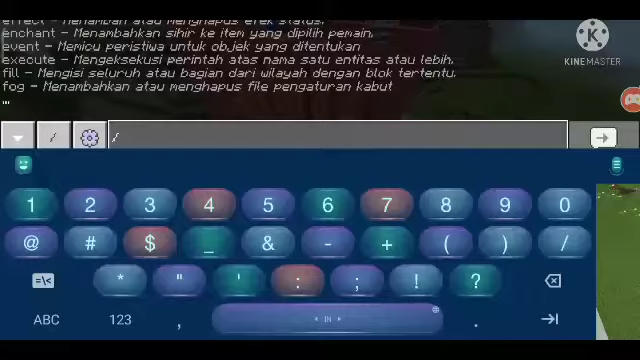 effect – Menambah atau menghapus efek status.
enchant – Menambahkan sihir ke item yang dipilih pemain.
event – Memicu peristiwa untuk objek yang ditentukan
execute – Mengeksekusi perintah atas nama satu entitas atau lebih.
fill – Mengisi seluruh atau bagian dari wilayah dengan blok tertentu.
fog – Menambahkan atau menghapus file pengaturan kabut
...
KINEMASTER
/ /
1 2 3 4 5 6 7 8 9 0
@ # $ _ & - + ( ) /
=\< * " ' : ; ! ?
ABC 123 , IN .